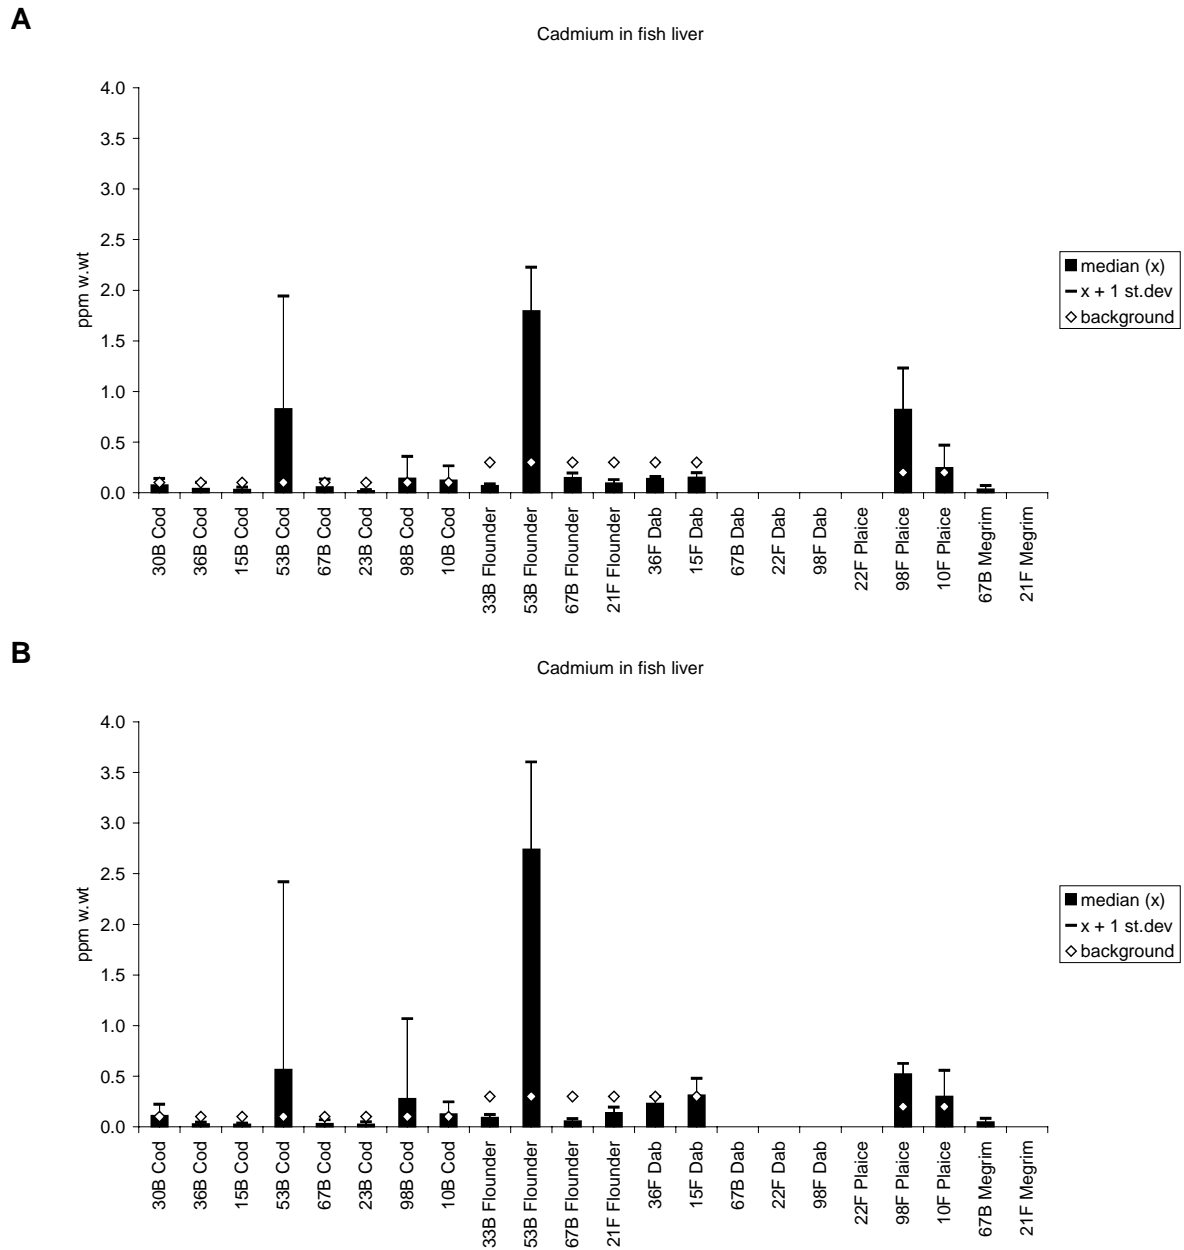 A
Cadmium in fish liver
4.0
3.5
3.0
2.5
2.0
1.5
1.0
0.5
0.0
ppm w.wt
30B Cod
36B Cod
15B Cod
53B Cod
67B Cod
23B Cod
98B Cod
10B Cod
33B Flounder
53B Flounder
67B Flounder
21F Flounder
36F Dab
15F Dab
67B Dab
22F Dab
98F Dab
22F Plaice
98F Plaice
10F Plaice
67B Megrim
21F Megrim
median (x)
x + 1 st.dev
background
B
Cadmium in fish liver
4.0
3.5
3.0
2.5
2.0
1.5
1.0
0.5
0.0
ppm w.wt
30B Cod
36B Cod
15B Cod
53B Cod
67B Cod
23B Cod
98B Cod
10B Cod
33B Flounder
53B Flounder
67B Flounder
21F Flounder
36F Dab
15F Dab
67B Dab
22F Dab
98F Dab
22F Plaice
98F Plaice
10F Plaice
67B Megrim
21F Megrim
median (x)
x + 1 st.dev
background